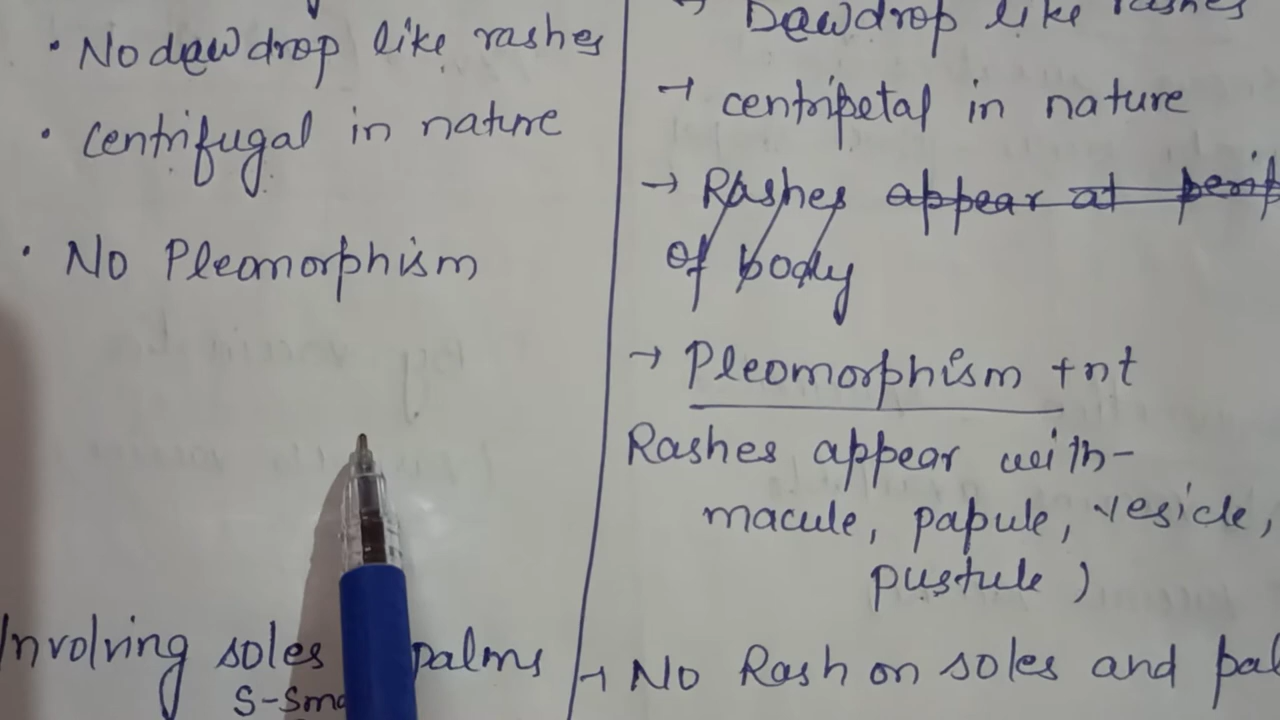 • No dewdrop like rashes
• Centrifugal in nature
• No Pleomorphism
Involving soles palms
S-Sma
→ Dewdrop like rashes
→ centripetal in nature
→ Rashes appear at perip
of body
→ Pleomorphism +nt
Rashes appear with-
macule, papule, vesicle,
pustule )
→ No Rash on soles and pal